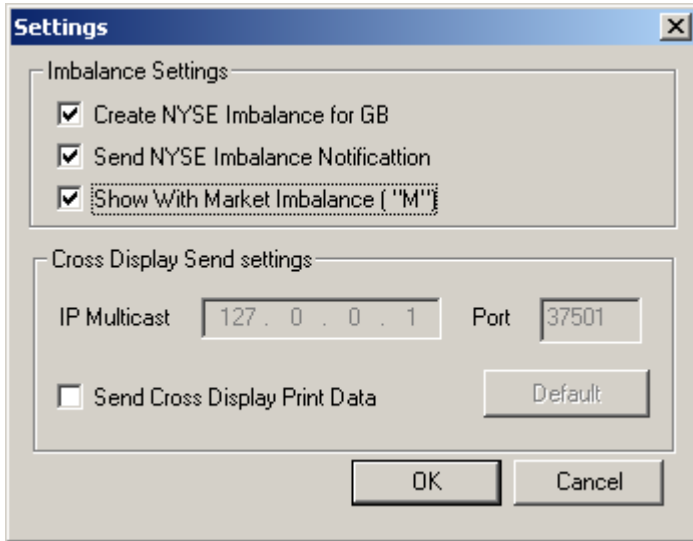 Settings
Imbalance Settings
Create NYSE Imbalance for GB
Send NYSE Imbalance Notificattion
Show With Market Imbalance ( "M")
Cross Display Send settings
IP Multicast 127 . 0 . 0 . 1 Port 37501
Send Cross Display Print Data Default
OK Cancel